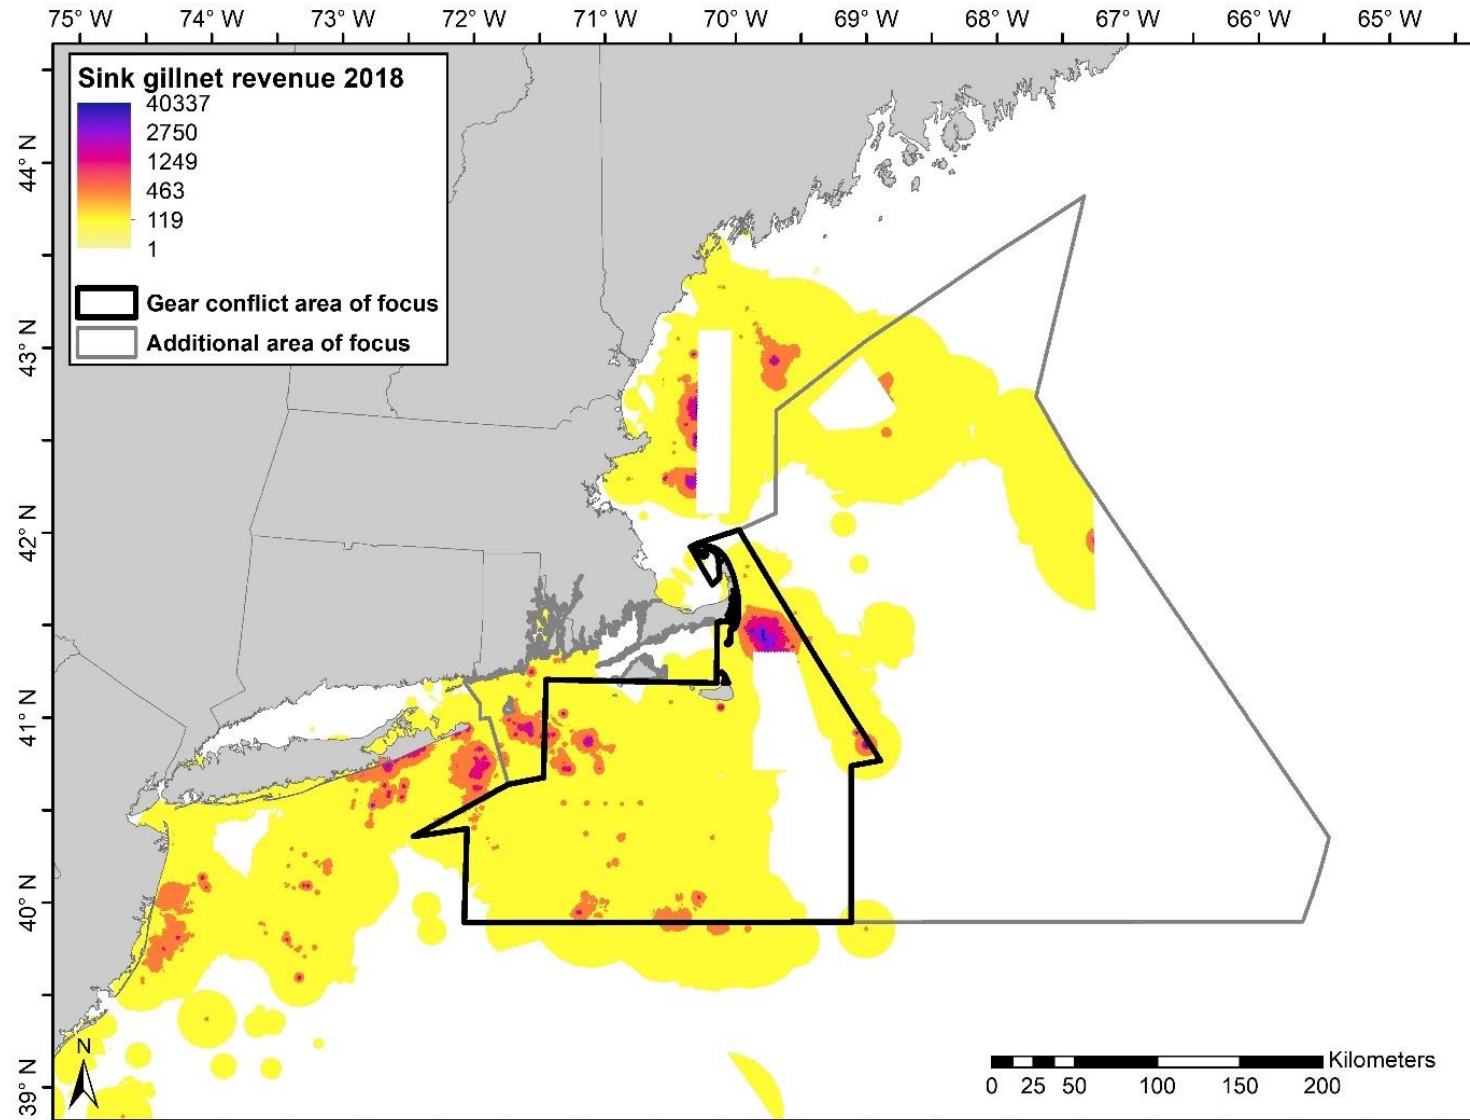 75° W 74° W 73° W 72° W 71° W 70° W 69° W 68° W 67° W 66° W 65° W
Sink gillnet revenue 2018
40337
2750
1249
463
119
1
Gear conflict area of focus
Additional area of focus
44° N
43° N
42° N
41° N
40° N
39° N
N
Kilometers
0 25 50 100 150 200